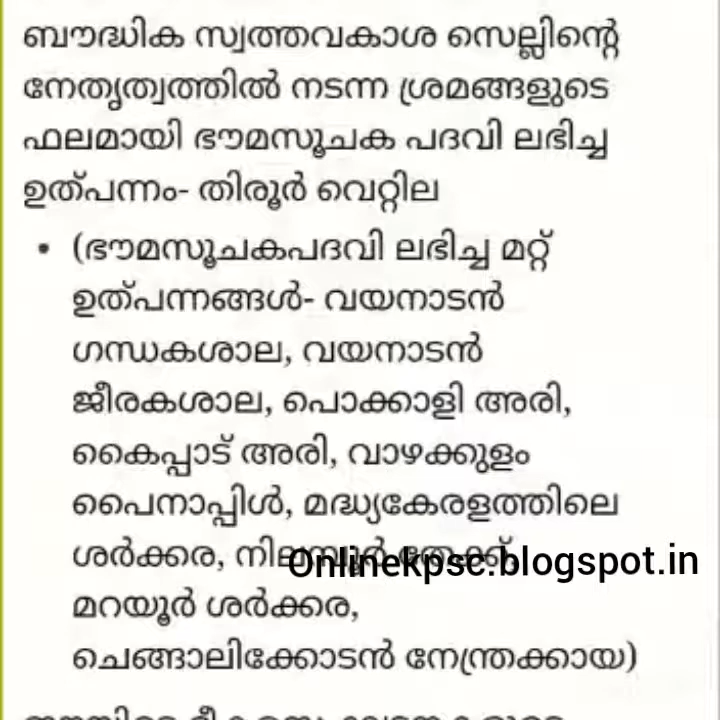 ബൗദ്ധിക സ്വത്തവകാശ സെല്ലിന്റെ
നേതൃത്വത്തിൽ നടന്ന ശ്രമങ്ങളുടെ
ഫലമായി ഭൗമസൂചക പദവി ലഭിച്ച
ഉത്പന്നം- തിരൂർ വെറ്റില
• (ഭൗമസൂചകപദവി ലഭിച്ച മറ്റ്
ഉത്പന്നങ്ങൾ- വയനാടൻ
ഗന്ധകശാല, വയനാടൻ
ജീരകശാല, പൊക്കാളി അരി,
കൈപ്പാട് അരി, വാഴക്കുളം
പൈനാപ്പിൾ, മദ്ധ്യകേരളത്തിലെ
ശർക്കര, നിലമ്പൂർ തേക്ക്,
Onlinekpsc.blogspot.in
മറയൂർ ശർക്കര,
ചെങ്ങാലിക്കോടൻ നേന്ത്രക്കായ)